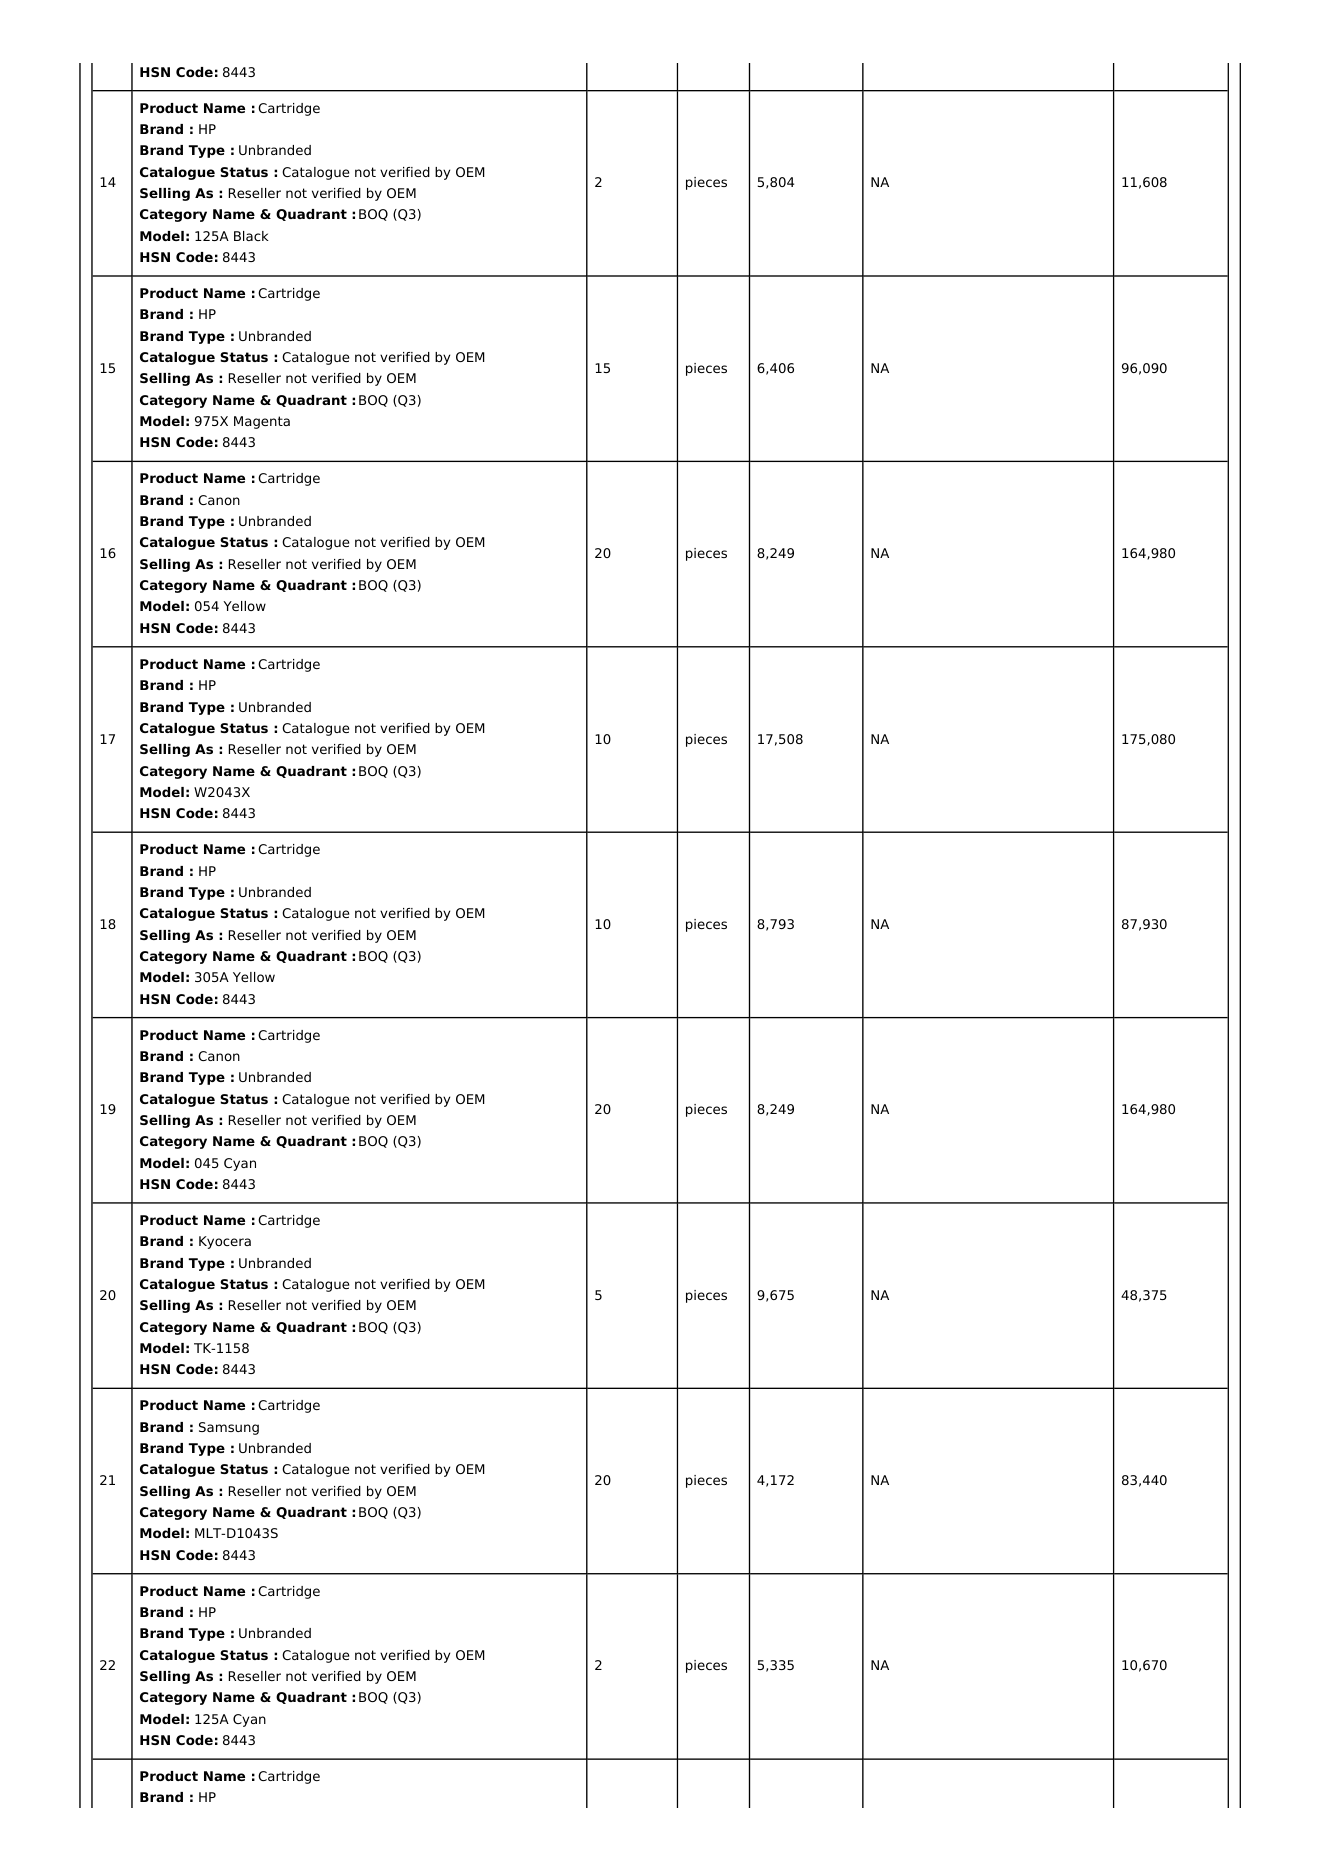 HSN Code: 8443
Product Name : Cartridge
Brand : HP
Brand Type : Unbranded
Catalogue Status : Catalogue not verified by OEM
14 Selling As : Reseller not verified by OEM 2 pieces 5,804 NA 11,608
Category Name & Quadrant : BOQ (Q3)
Model: 125A Black
HSN Code: 8443
Product Name : Cartridge
Brand : HP
Brand Type : Unbranded
Catalogue Status : Catalogue not verified by OEM
15 Selling As : Reseller not verified by OEM 15 pieces 6,406 NA 96,090
Category Name & Quadrant : BOQ (Q3)
Model: 975X Magenta
HSN Code: 8443
Product Name : Cartridge
Brand : Canon
Brand Type : Unbranded
Catalogue Status : Catalogue not verified by OEM
16 Selling As : Reseller not verified by OEM 20 pieces 8,249 NA 164,980
Category Name & Quadrant : BOQ (Q3)
Model: 054 Yellow
HSN Code: 8443
Product Name : Cartridge
Brand : HP
Brand Type : Unbranded
Catalogue Status : Catalogue not verified by OEM
17 Selling As : Reseller not verified by OEM 10 pieces 17,508 NA 175,080
Category Name & Quadrant : BOQ (Q3)
Model: W2043X
HSN Code: 8443
Product Name : Cartridge
Brand : HP
Brand Type : Unbranded
Catalogue Status : Catalogue not verified by OEM
18 Selling As : Reseller not verified by OEM 10 pieces 8,793 NA 87,930
Category Name & Quadrant : BOQ (Q3)
Model: 305A Yellow
HSN Code: 8443
Product Name : Cartridge
Brand : Canon
Brand Type : Unbranded
Catalogue Status : Catalogue not verified by OEM
19 Selling As : Reseller not verified by OEM 20 pieces 8,249 NA 164,980
Category Name & Quadrant : BOQ (Q3)
Model: 045 Cyan
HSN Code: 8443
Product Name : Cartridge
Brand : Kyocera
Brand Type : Unbranded
Catalogue Status : Catalogue not verified by OEM
20 Selling As : Reseller not verified by OEM 5 pieces 9,675 NA 48,375
Category Name & Quadrant : BOQ (Q3)
Model: TK-1158
HSN Code: 8443
Product Name : Cartridge
Brand : Samsung
Brand Type : Unbranded
Catalogue Status : Catalogue not verified by OEM
21 Selling As : Reseller not verified by OEM 20 pieces 4,172 NA 83,440
Category Name & Quadrant : BOQ (Q3)
Model: MLT-D1043S
HSN Code: 8443
Product Name : Cartridge
Brand : HP
Brand Type : Unbranded
Catalogue Status : Catalogue not verified by OEM
22 Selling As : Reseller not verified by OEM 2 pieces 5,335 NA 10,670
Category Name & Quadrant : BOQ (Q3)
Model: 125A Cyan
HSN Code: 8443
Product Name : Cartridge
Brand : HP